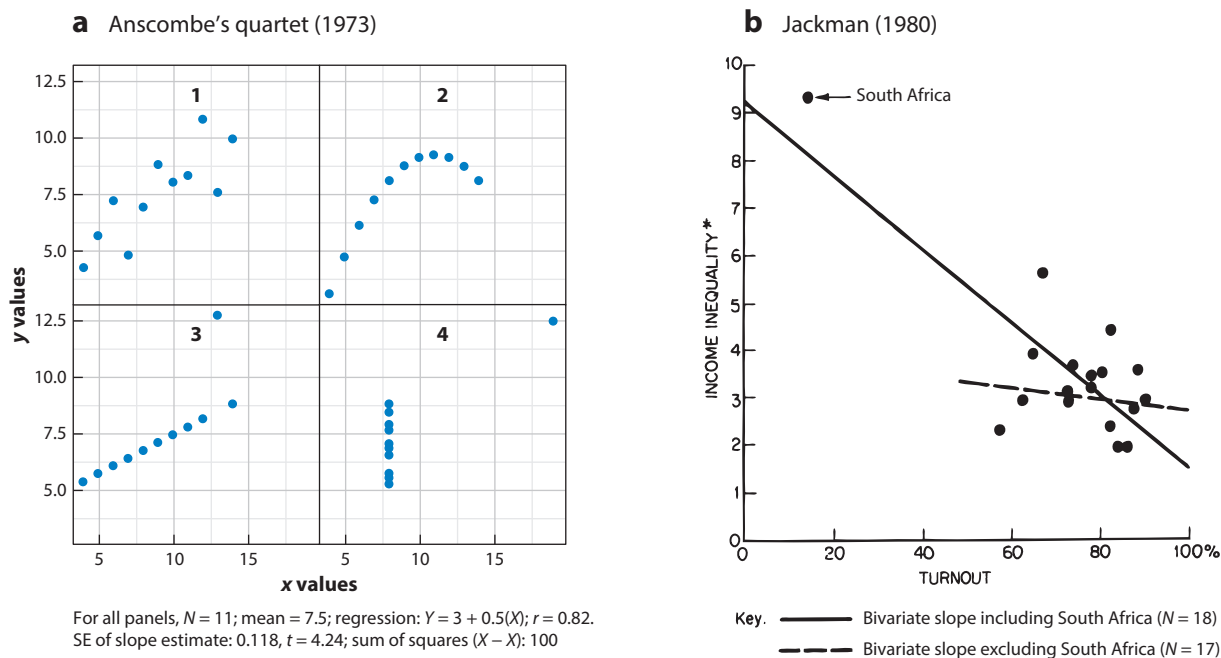 a Anscombe's quartet (1973)
12.5
10.0
7.5
5.0
1
2
12.5
10.0
7.5
5.0
3
4
y values
5 10 15 5 10 15
x values
For all panels, N = 11; mean = 7.5; regression: Y = 3 + 0.5(X); r = 0.82.
SE of slope estimate: 0.118, t = 4.24; sum of squares (X – X): 100
b Jackman (1980)
10
9
8
7
6
5
4
3
2
1
0
INCOME INEQUALITY*
South Africa
0 20 40 60 80 100%
TURNOUT
Key. Bivariate slope including South Africa (N = 18)
Bivariate slope excluding South Africa (N = 17)